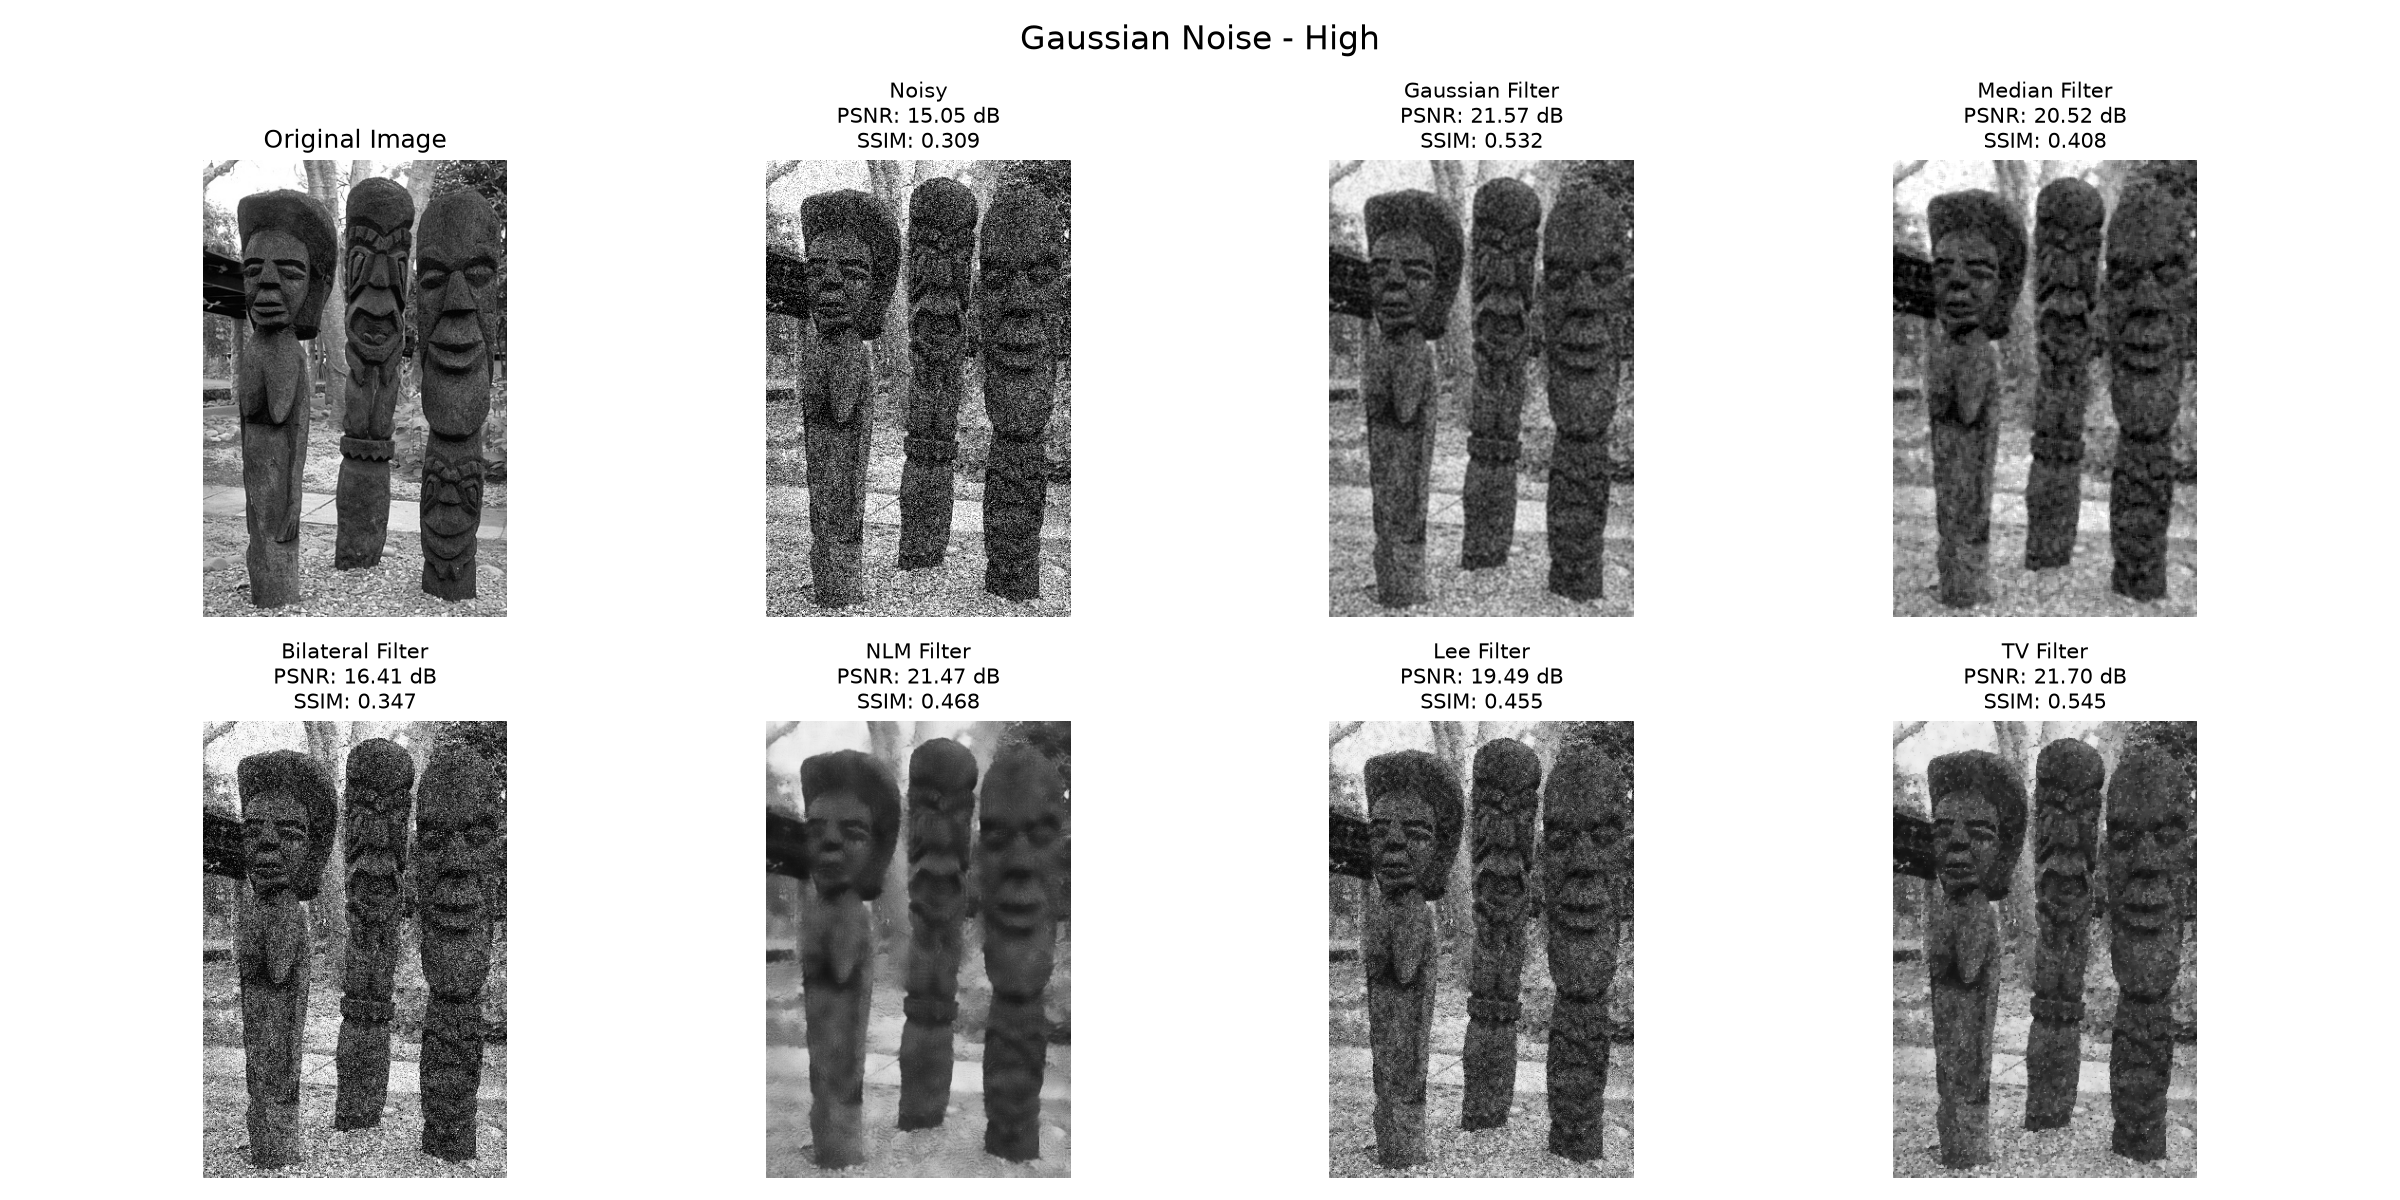 Gaussian Noise - High
Original Image
Noisy
PSNR: 15.05 dB
SSIM: 0.309
Gaussian Filter
PSNR: 21.57 dB
SSIM: 0.532
Median Filter
PSNR: 20.52 dB
SSIM: 0.408
Bilateral Filter
PSNR: 16.41 dB
SSIM: 0.347
NLM Filter
PSNR: 21.47 dB
SSIM: 0.468
Lee Filter
PSNR: 19.49 dB
SSIM: 0.455
TV Filter
PSNR: 21.70 dB
SSIM: 0.545